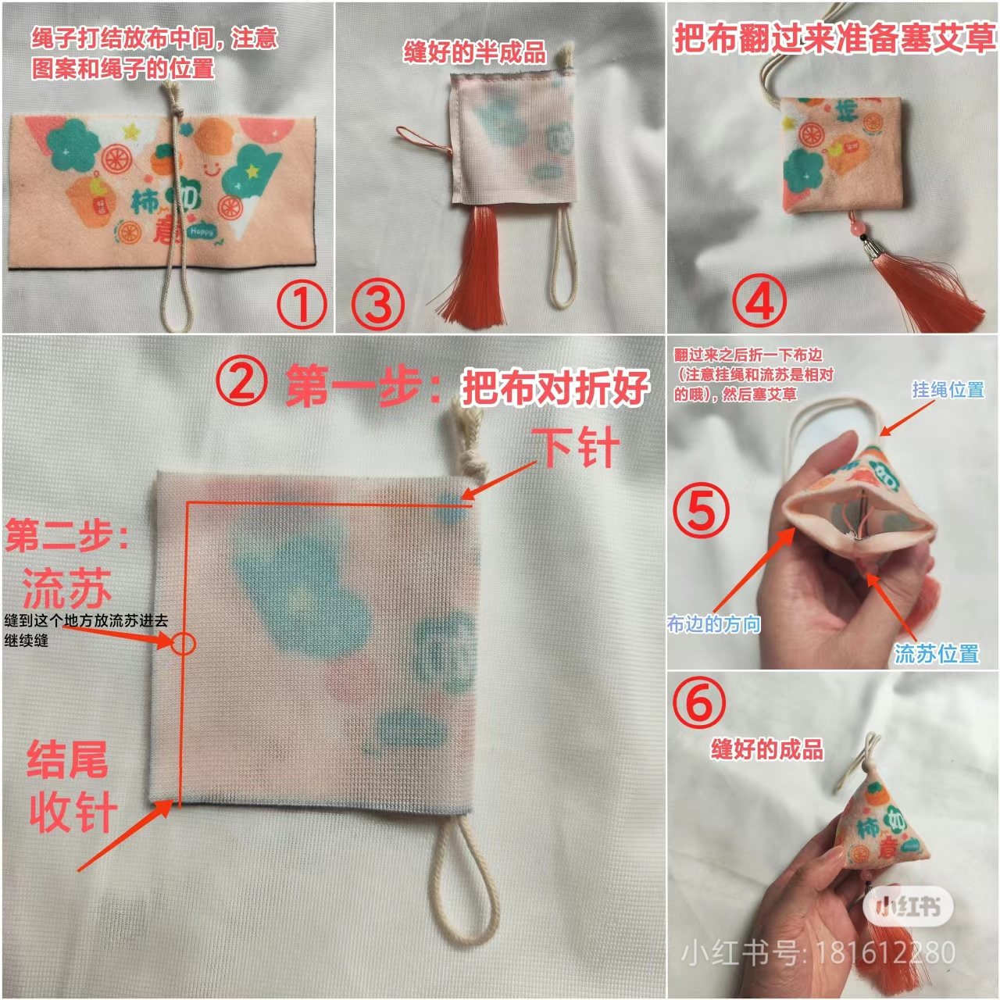 绳子打结放布中间，注意
图案和绳子的位置
柿如
意
Happy
①
缝好的半成品
③
把布翻过来准备塞艾草
④
② 第一步：把布对折好
下针
第二步：
流苏
缝到这个地方放流苏进去
继续缝
结尾
收针
翻过来之后折一下布边
（注意挂绳和流苏是相对
的哦），然后塞艾草
挂绳位置
如
⑤
布边的方向
流苏位置
⑥
缝好的成品
柿如
意
Happy
小红书
小红书号: 181612280